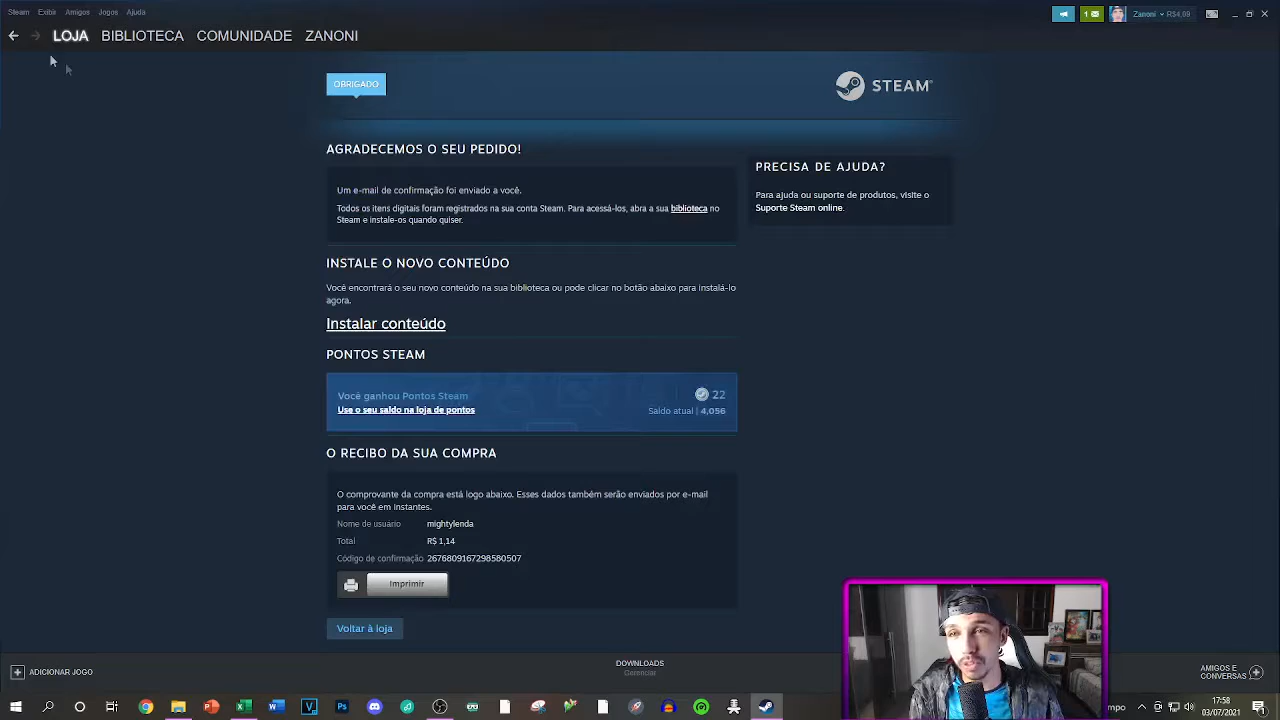 Steam Exibir Amigos Jogos Ajuda
1 Zanoni R$4,69
LOJA BIBLIOTECA COMUNIDADE ZANONI
OBRIGADO
STEAM®
AGRADECEMOS O SEU PEDIDO!
Um e-mail de confirmação foi enviado a você.
Todos os itens digitais foram registrados na sua conta Steam. Para acessá-los, abra a sua biblioteca no
Steam e instale-os quando quiser.
PRECISA DE AJUDA?
Para ajuda ou suporte de produtos, visite o
Suporte Steam online.
INSTALE O NOVO CONTEÚDO
Você encontrará o seu novo conteúdo na sua biblioteca ou pode clicar no botão abaixo para instalá-lo
agora.
Instalar conteúdo
PONTOS STEAM
Você ganhou Pontos Steam 22
Use o seu saldo na loja de pontos Saldo atual | 4,056
O RECIBO DA SUA COMPRA
O comprovante da compra está logo abaixo. Esses dados também serão enviados por e-mail
para você em instantes.
Nome de usuário mightylenda
Total R$ 1,14
Código de confirmação 2676809167298580507
Imprimir
Voltar à loja
ADICIONAR JOGO
DOWNLOADS
Gerenciar
AMIGOS E
CONVERSAS
17:58
03/07/2021